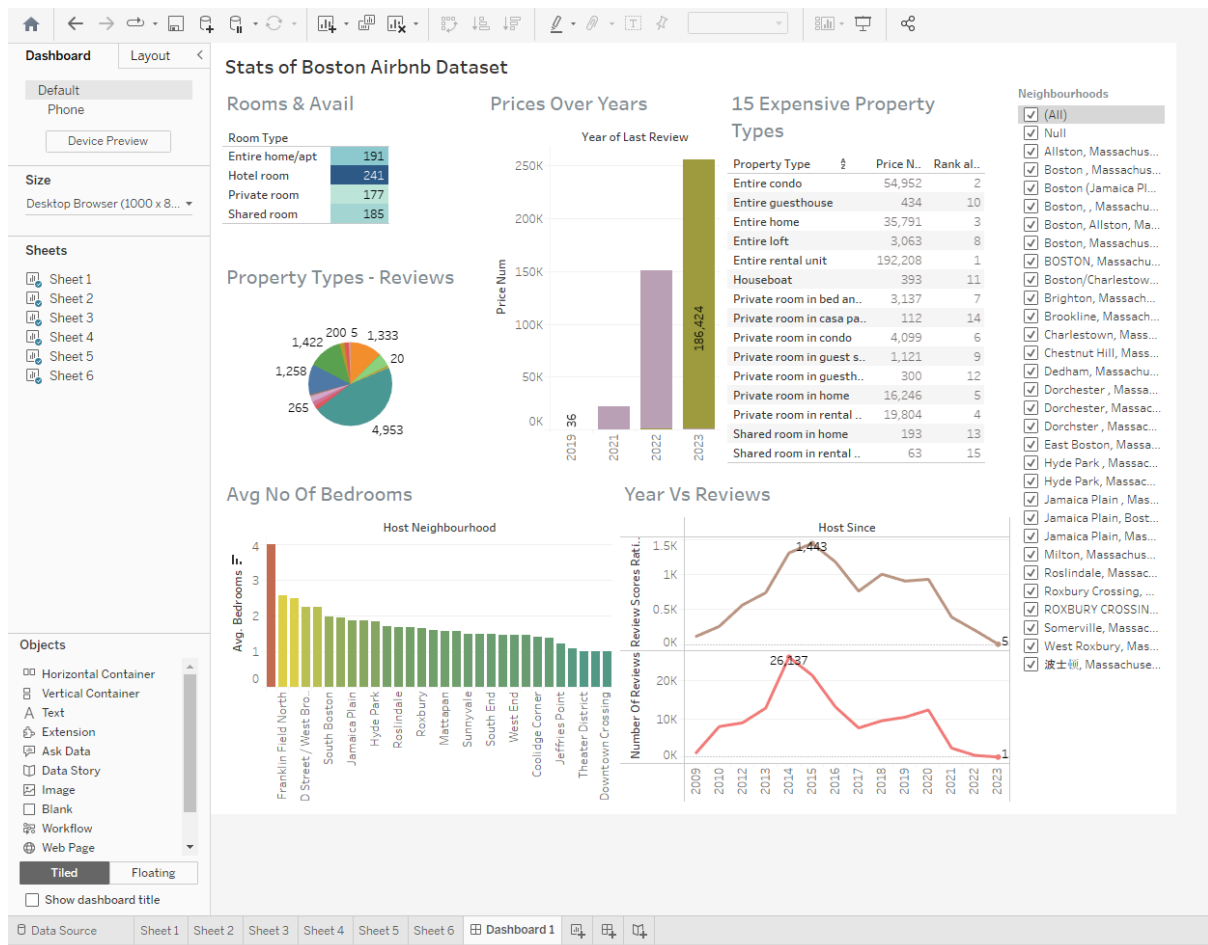 Dashboard
Layout
Default
Phone
Device Preview
Size
Desktop Browser (1000 x 8...
Sheets
Sheet 1
Sheet 2
Sheet 3
Sheet 4
Sheet 5
Sheet 6
Objects
Horizontal Container
Vertical Container
Text
Extension
Ask Data
Data Story
Image
Blank
Workflow
Web Page
Tiled
Floating
Show dashboard title
Stats of Boston Airbnb Dataset
Rooms & Avail
Room Type
Entire home/apt 191
Hotel room 241
Private room 177
Shared room 185
Property Types - Reviews
200 5 1,333
1,422
20
1,258
265
4,953
Prices Over Years
Year of Last Review
Price Num
250K
200K
150K
100K
50K
0K
36
186,424
2019 2021 2022 2023
15 Expensive Property
Types
Property Type Price N.. Rank al..
Entire condo 54,952 2
Entire guesthouse 434 10
Entire home 35,791 3
Entire loft 3,063 8
Entire rental unit 192,208 1
Houseboat 393 11
Private room in bed an.. 3,137 7
Private room in casa pa.. 112 14
Private room in condo 4,099 6
Private room in guest s.. 1,121 9
Private room in guesth.. 300 12
Private room in home 16,246 5
Private room in rental .. 19,804 4
Shared room in home 193 13
Shared room in rental .. 63 15
Avg No Of Bedrooms
Host Neighbourhood
Avg. Bedrooms
4
3
2
1
0
Franklin Field North
D Street / West Bro..
South Boston
Jamaica Plain
Hyde Park
Roslindale
Roxbury
Mattapan
Sunnyvale
South End
West End
Coolidge Corner
Jeffries Point
Theater District
Downtown Crossing
Year Vs Reviews
Host Since
Review Scores Rati..
1.5K
1K
0.5K
0K
1,443
5
Number Of Reviews
20K
10K
0K
26,137
1
2009 2010 2012 2013 2014 2015 2016 2017 2018 2019 2020 2021 2022 2023
Neighbourhoods
(All)
Null
Allston, Massachus...
Boston , Massachus...
Boston (Jamaica Pl...
Boston, , Massachu...
Boston, Allston, Ma...
Boston, Massachus...
BOSTON, Massachu...
Boston/Charlestow...
Brighton, Massach...
Brookline, Massach...
Charlestown, Mass...
Chestnut Hill, Mass...
Dedham, Massachu...
Dorchester , Massa...
Dorchester, Massac...
Dorchster , Massac...
East Boston, Massa...
Hyde Park , Massac...
Hyde Park, Massac...
Jamaica Plain , Mas...
Jamaica Plain, Bost...
Jamaica Plain, Mas...
Milton, Massachus...
Roslindale, Massac...
Roxbury Crossing, ...
ROXBURY CROSSIN...
Somerville, Massac...
West Roxbury, Mas...
波士顿, Massachuse...
Data Source
Sheet 1
Sheet 2
Sheet 3
Sheet 4
Sheet 5
Sheet 6
Dashboard 1